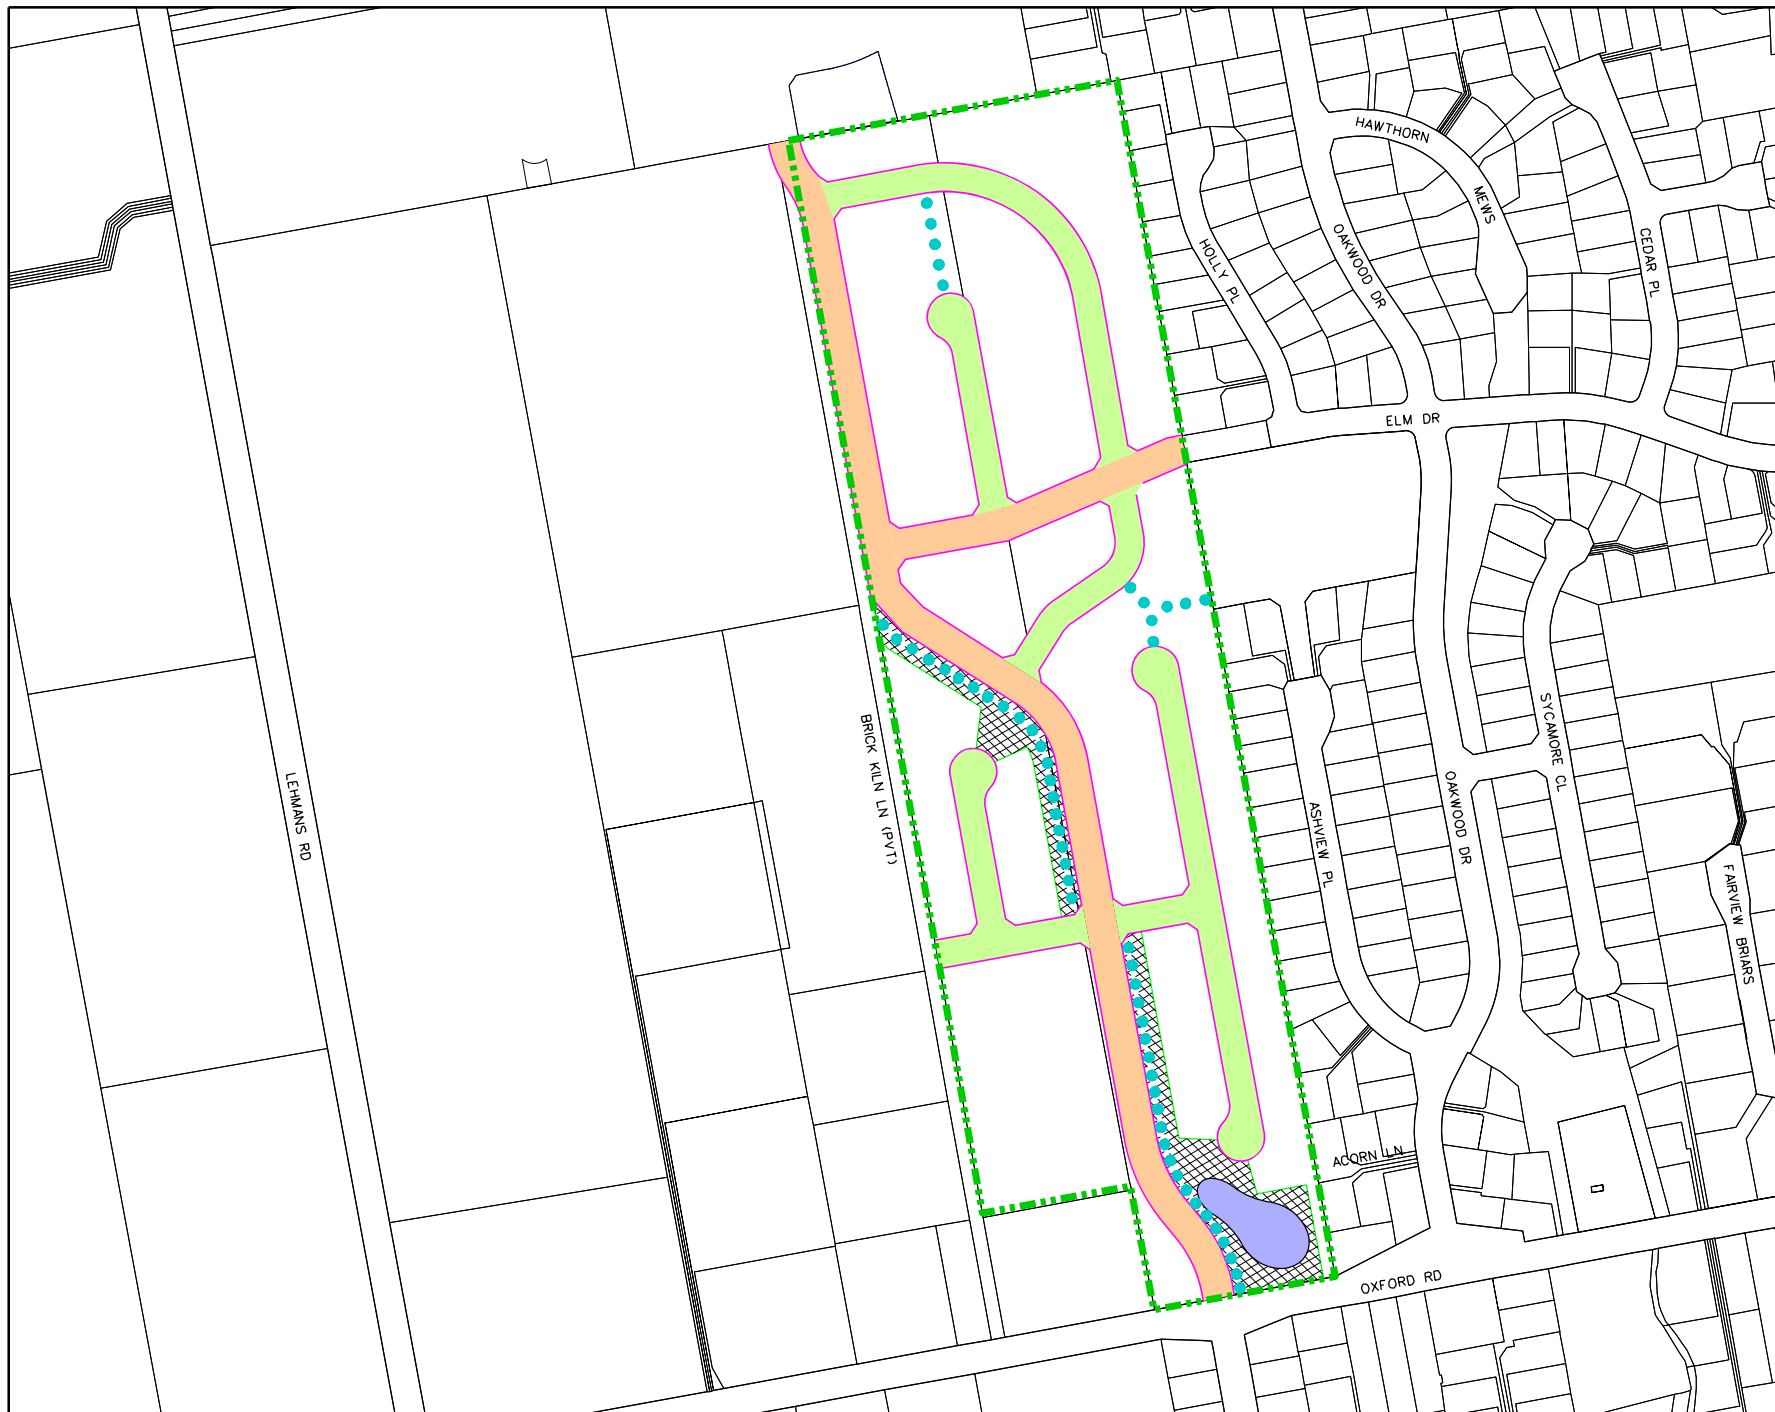 HAWTHORN
MEWS
HOLLY PL
OAKWOOD DR
CEDAR PL
ELM DR
BRICK KILN LN (PVT)
LEHMANS RD
ASHVIEW PL
OAKWOOD DR
SYCAMORE CL
FAIRVIEW BRIARS
ACORN LN
OXFORD RD